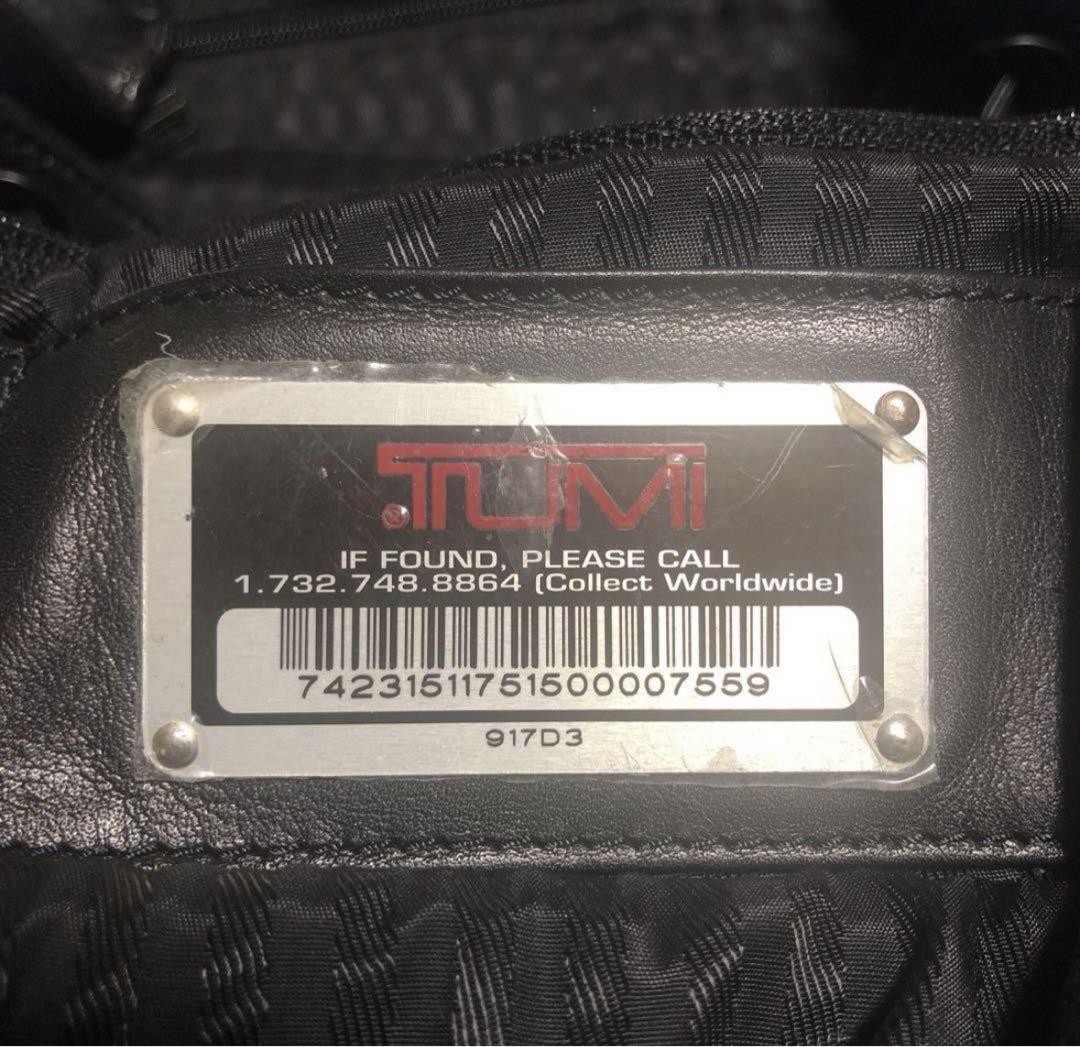 TUMI
®
IF FOUND, PLEASE CALL
1.732.748.8864 (Collect Worldwide)
74231511751500007559
917D3